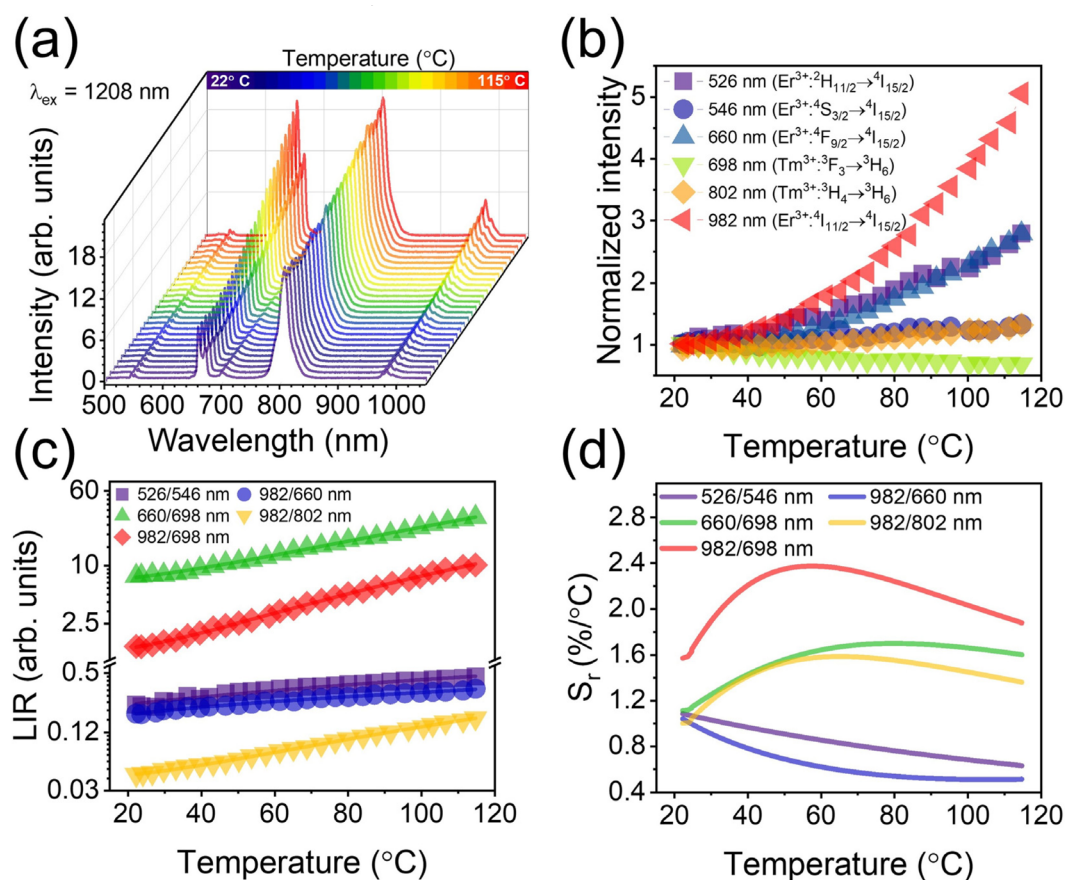 (a)
Temperature (°C)
22° C
115° C
λex = 1208 nm
Intensity (arb. units)
18
12
6
0
500 600 700 800 900 1000
Wavelength (nm)
(b)
526 nm (Er3+:2H11/2→4I15/2)
546 nm (Er3+:4S3/2→4I15/2)
660 nm (Er3+:4F9/2→4I15/2)
698 nm (Tm3+:3F3→3H6)
802 nm (Tm3+:3H4→3H6)
982 nm (Er3+:4I11/2→4I15/2)
Normalized intensity
5
4
3
2
1
20 40 60 80 100 120
Temperature (°C)
(c)
526/546 nm 982/660 nm
660/698 nm 982/802 nm
982/698 nm
LIR (arb. units)
60
10
2.5
0.5
0.12
0.03
20 40 60 80 100 120
Temperature (°C)
(d)
526/546 nm 982/660 nm
660/698 nm 982/802 nm
982/698 nm
Sr (%/°C)
2.8
2.4
2.0
1.6
1.2
0.8
0.4
20 40 60 80 100 120
Temperature (°C)